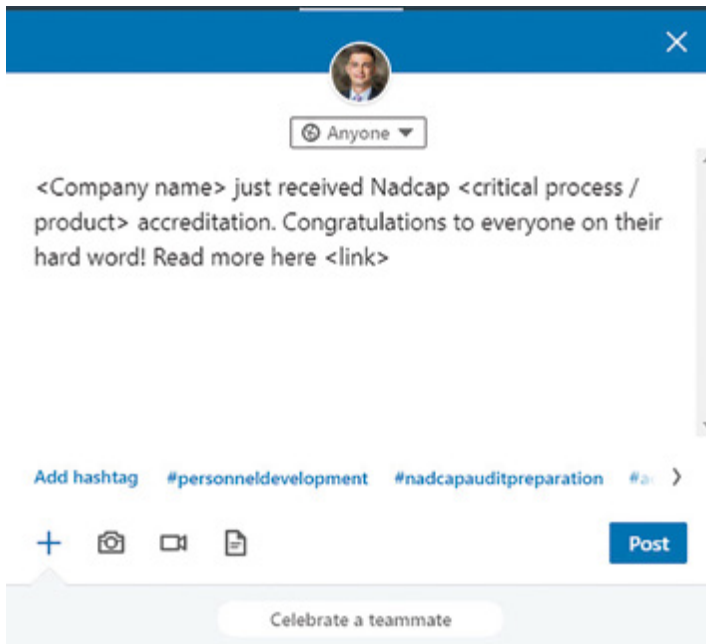 Anyone
<Company name> just received Nadcap <critical process /
product> accreditation. Congratulations to everyone on their
hard word! Read more here <link>
Add hashtag #personneldevelopment #nadcapauditpreparation
Post
Celebrate a teammate